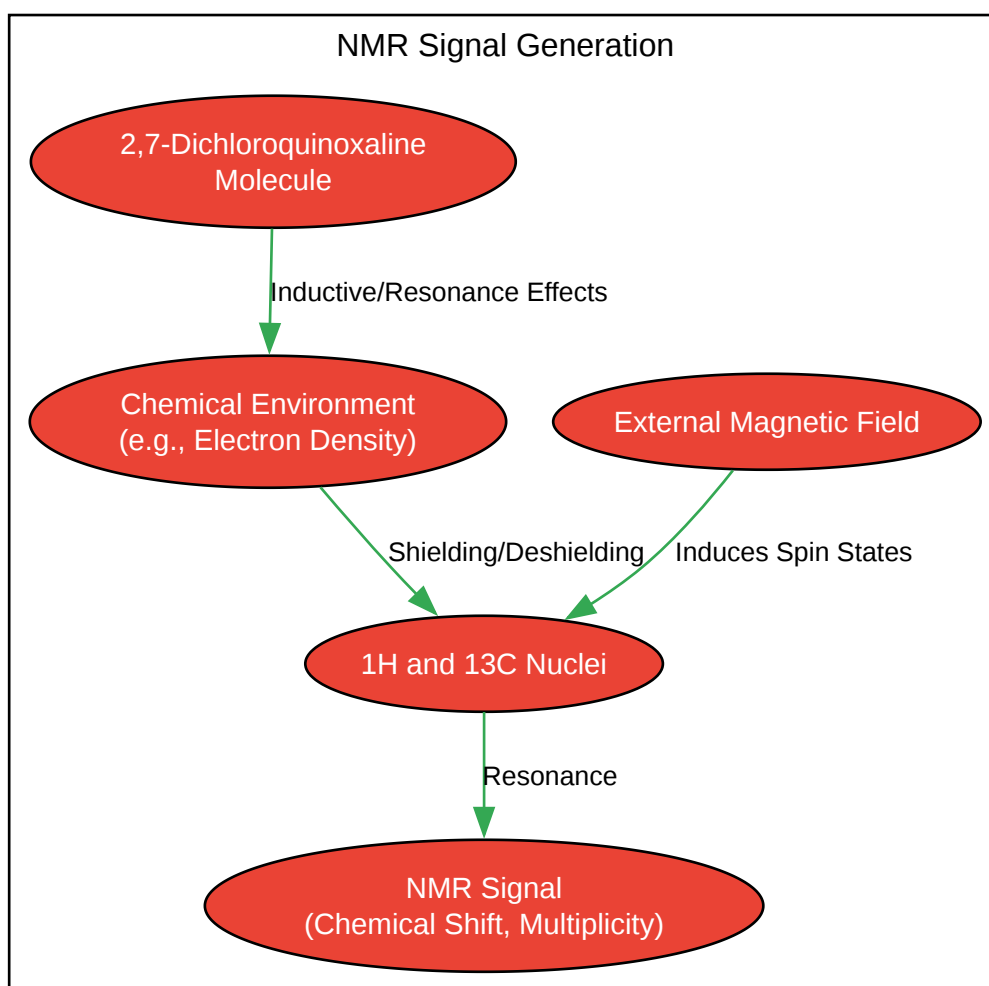 NMR Signal Generation
2,7-Dichloroquinoxaline
Molecule
Inductive/Resonance Effects
Chemical Environment
(e.g., Electron Density)
External Magnetic Field
Shielding/Deshielding
Induces Spin States
1H and 13C Nuclei
Resonance
NMR Signal
(Chemical Shift, Multiplicity)